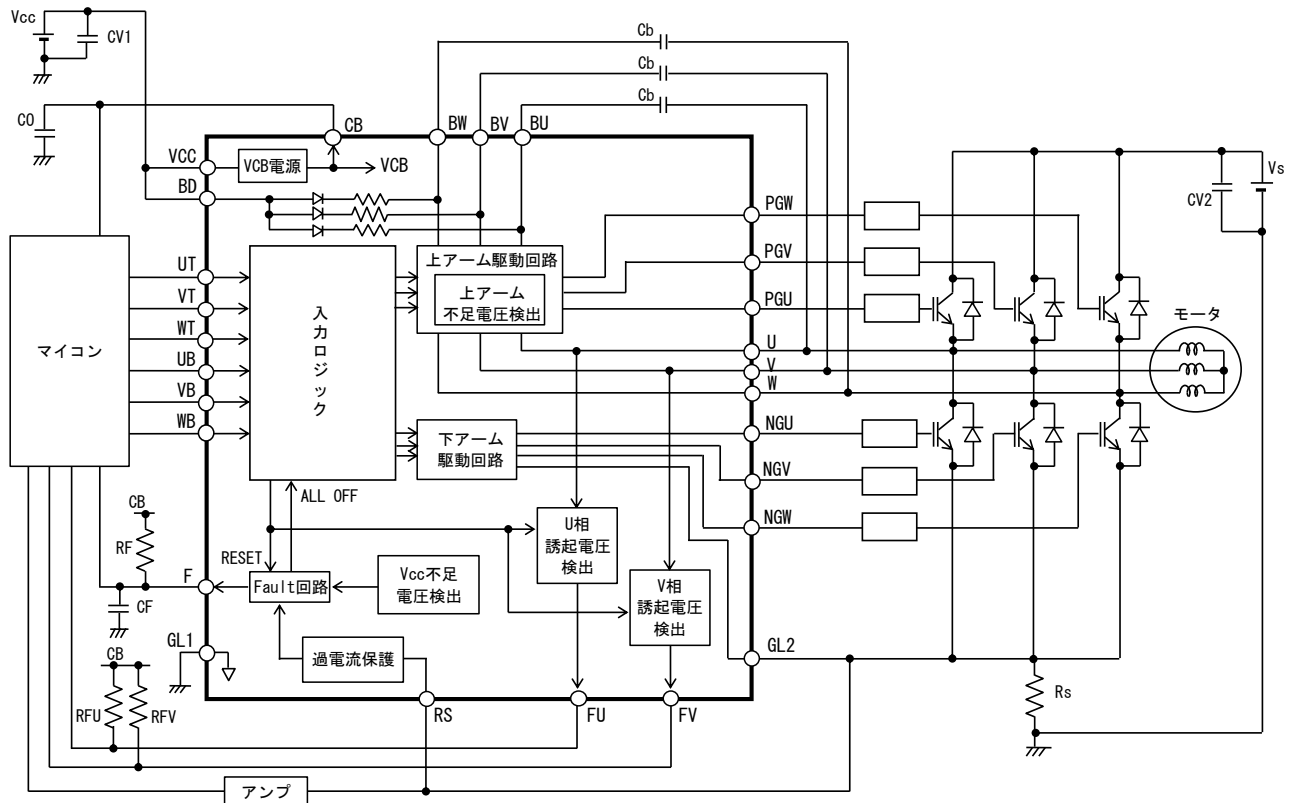 Vcc
CV1
Cb
Cb
Cb
C0
CB
BW
BV
BU
VCC
VCB電源
VCB
BD
Vs
CV2
PGW
PGV
PGU
上アーム駆動回路
上アーム
不足電圧検出
モータ
マイコン
UT
VT
WT
UB
VB
WB
入力ロジック
U
V
W
下アーム
駆動回路
NGU
NGV
NGW
ALL OFF
CB
RF
RESET
F
Fault回路
Vcc不足
電圧検出
U相
誘起電圧
検出
V相
誘起電圧
検出
CF
GL1
過電流保護
GL2
CB
RFU
RFV
RS
FU
FV
Rs
アンプ